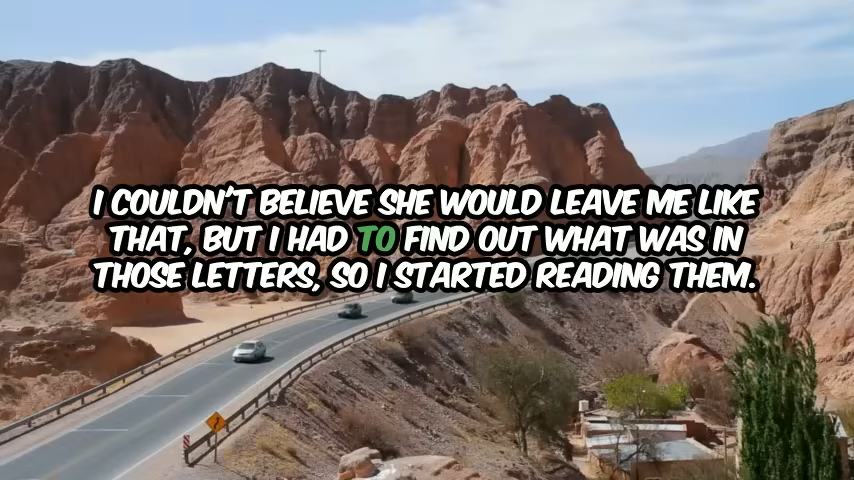 I COULDN'T BELIEVE SHE WOULD LEAVE ME LIKE
THAT, BUT I HAD TO FIND OUT WHAT WAS IN
THOSE LETTERS, SO I STARTED READING THEM.